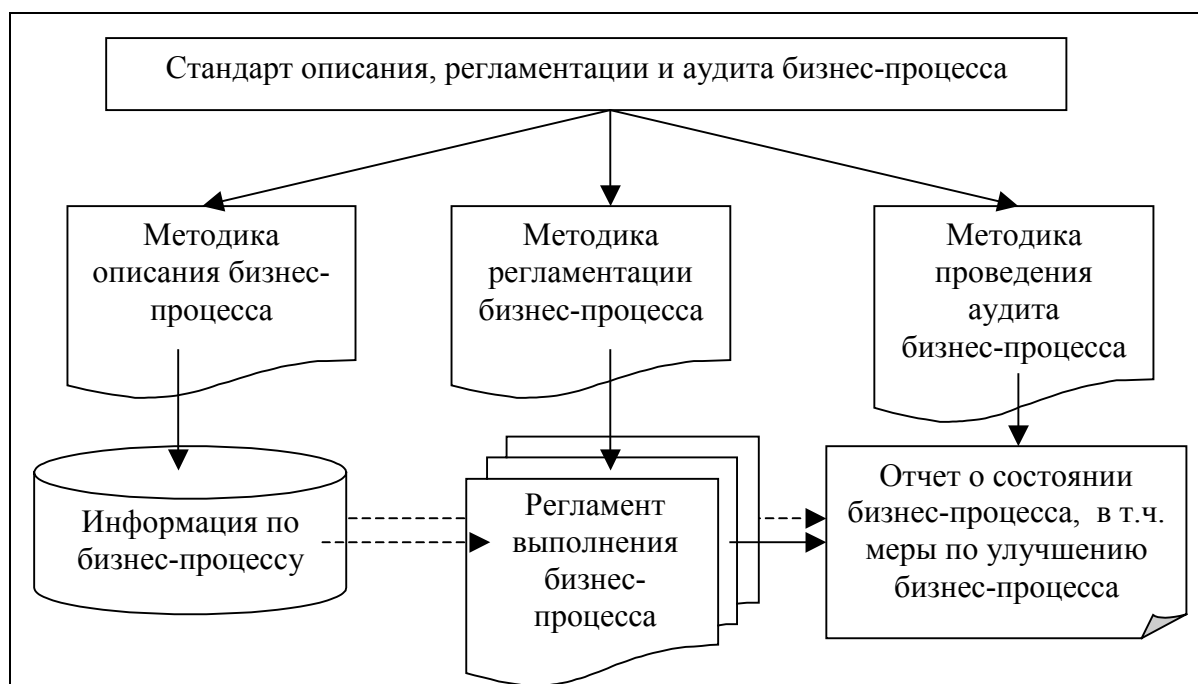 Стандарт описания, регламентации и аудита бизнес-процесса
Методика
описания бизнес-
процесса
Методика
регламентации
бизнес-процесса
Методика
проведения
аудита
бизнес-процесса
Информация по
бизнес-процессу
Регламент
выполнения
бизнес-
процесса
Отчет о состоянии
бизнес-процесса, в т.ч.
меры по улучшению
бизнес-процесса